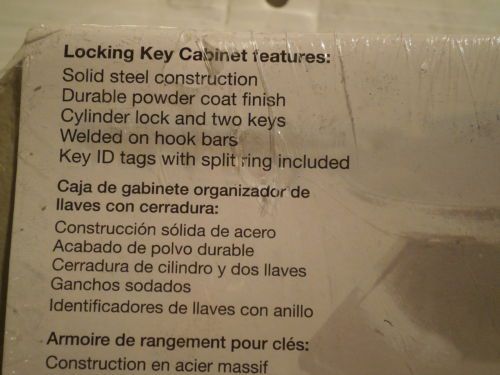 Locking Key Cabinet features:
Solid steel construction
Durable powder coat finish
Cylinder lock and two keys
Welded on hook bars
Key ID tags with split ring included
Caja de gabinete organizador de
llaves con cerradura:
Construcción sólida de acero
Acabado de polvo durable
Cerradura de cilindro y dos llaves
Ganchos sodados
Identificadores de llaves con anillo
Armoire de rangement pour clés:
Construction en acier massif